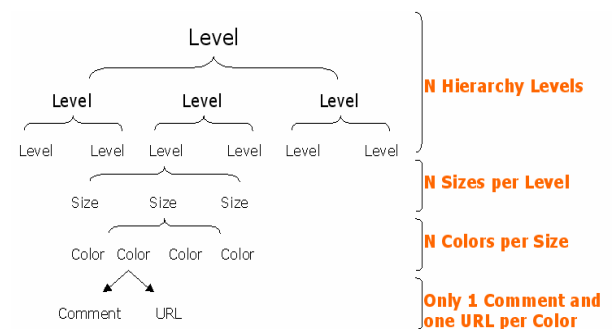 Level
N Hierarchy Levels
Level Level Level
Level Level Level Level Level Level
N Sizes per Level
Size Size Size
N Colors per Size
Color Color Color Color
Only 1 Comment and
one URL per Color
Comment URL